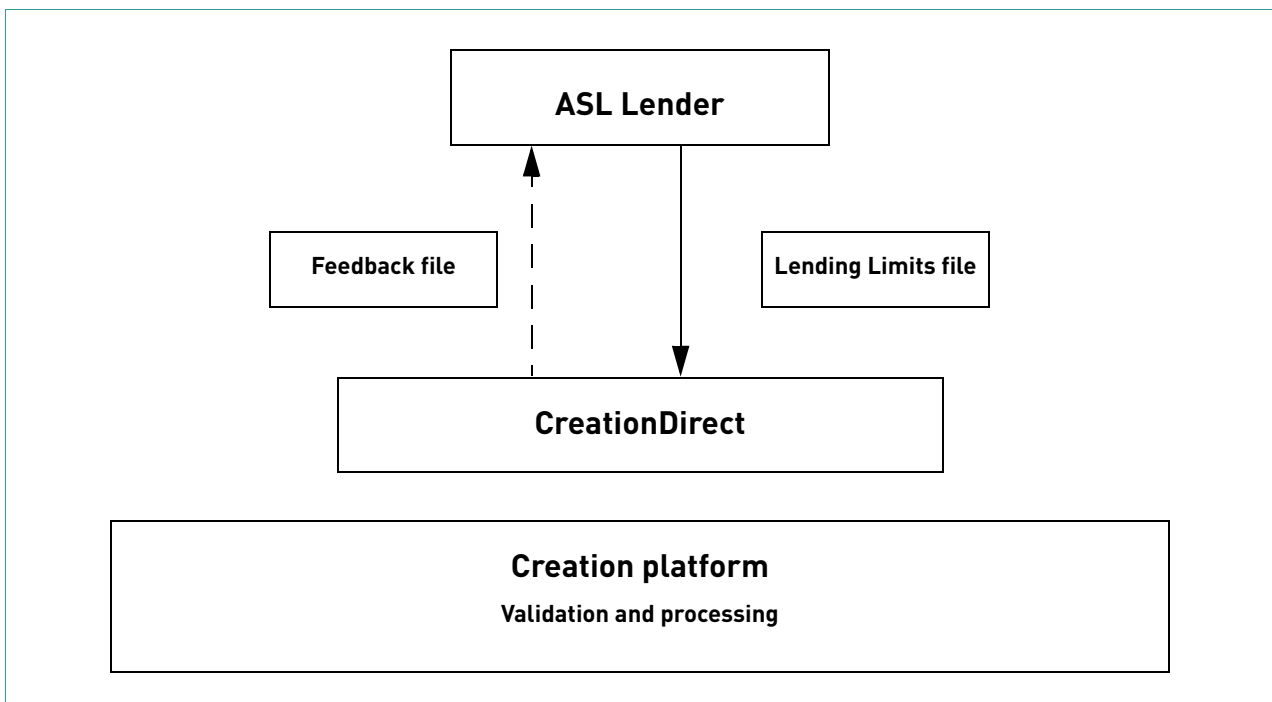 ASL Lender
Feedback file
Lending Limits file
CreationDirect
Creation platform
Validation and processing